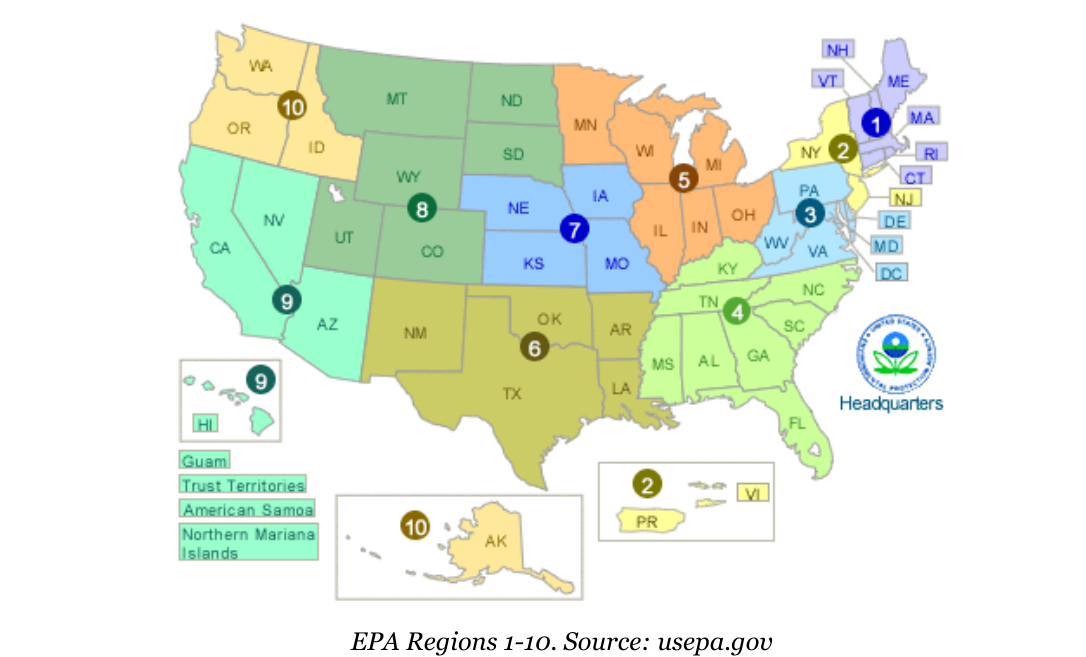 NH
VT
ME
WA
10
MT
ND
MN
1
MA
OR
ID
SD
WI
MI
NY
2
RI
CT
WY
5
PA
NJ
NE
IA
8
3
DE
NV
7
IL
IN
OH
WV
VA
MD
CA
UT
CO
KS
MO
KY
DC
9
TN
4
NC
AZ
NM
OK
AR
SC
6
MS
AL
GA
TX
LA
UNITED STATES
Headquarters
9
HI
FL
Guam
Trust Territories
American Samoa
Northern Mariana
Islands
10
AK
2
VI
PR
EPA Regions 1-10. Source: usepa.gov